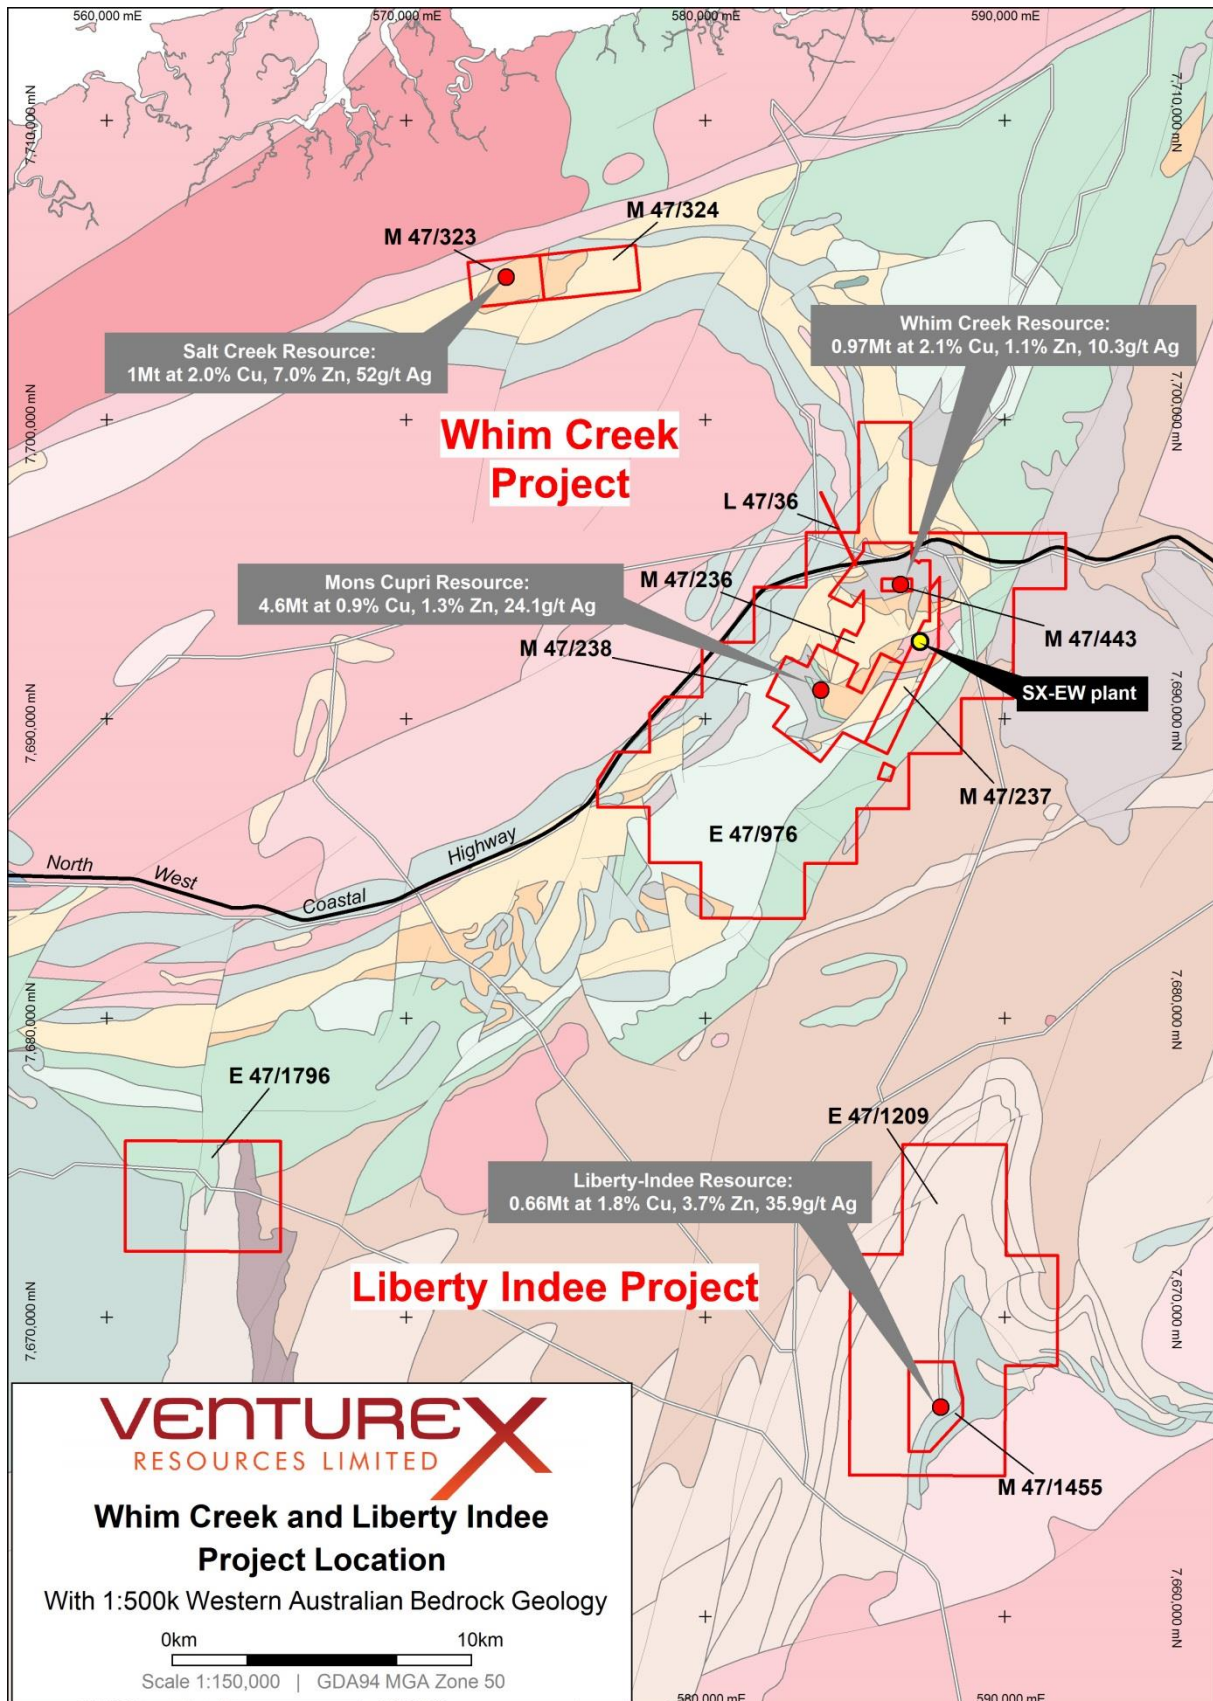 560,000 mE
570,000 mE
580,000 mE
590,000 mE
7,710,000 mN
7,710,000 mN
M 47/324
M 47/323
Salt Creek Resource:
1Mt at 2.0% Cu, 7.0% Zn, 52g/t Ag
Whim Creek Resource:
0.97Mt at 2.1% Cu, 1.1% Zn, 10.3g/t Ag
7,700,000 mN
7,700,000 mN
Whim Creek
Project
L 47/36
M 47/236
Mons Cupri Resource:
4.6Mt at 0.9% Cu, 1.3% Zn, 24.1g/t Ag
M 47/238
M 47/443
SX-EW plant
7,690,000 mN
7,690,000 mN
M 47/237
E 47/976
North West Coastal Highway
7,680,000 mN
7,680,000 mN
E 47/1796
E 47/1209
Liberty-Indee Resource:
0.66Mt at 1.8% Cu, 3.7% Zn, 35.9g/t Ag
Liberty Indee Project
7,670,000 mN
7,670,000 mN
M 47/1455
VENTUREX
RESOURCES LIMITED
Whim Creek and Liberty Indee
Project Location
With 1:500k Western Australian Bedrock Geology
0km
10km
Scale 1:150,000 | GDA94 MGA Zone 50
7,660,000 mN
580,000 mE
590,000 mE